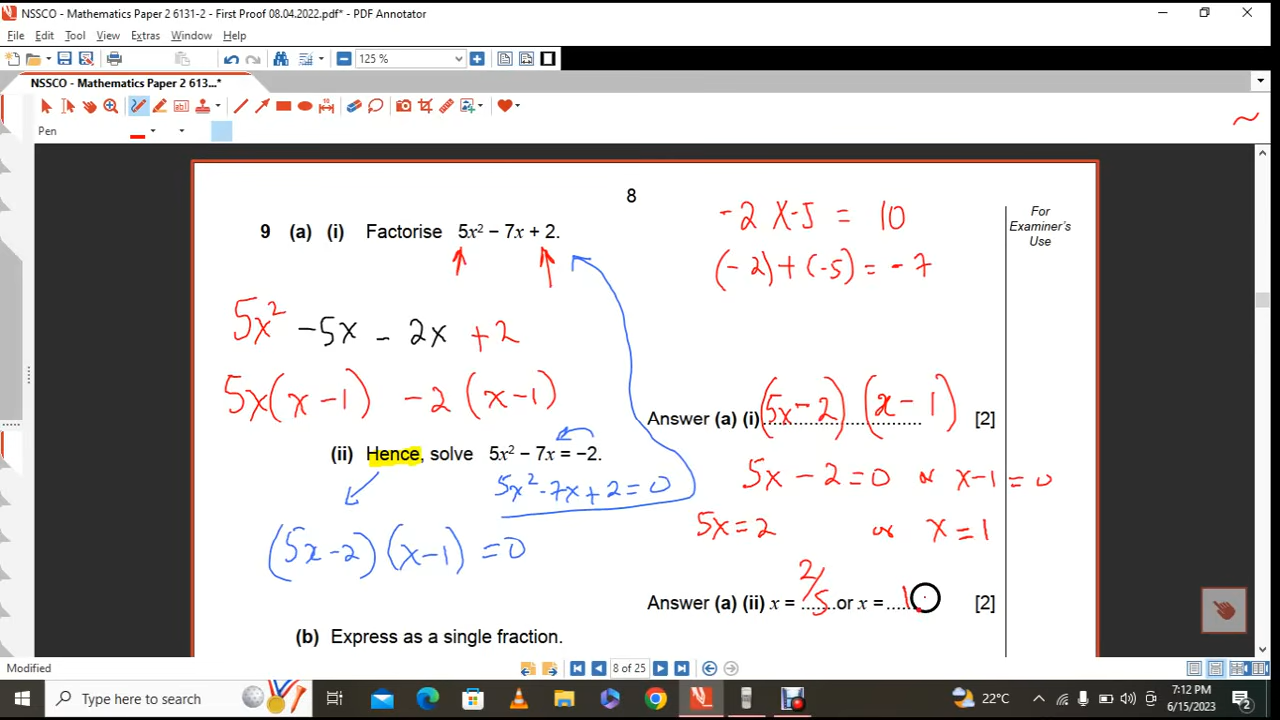 NSSCO - Mathematics Paper 2 6131-2 - First Proof 08.04.2022.pdf* - PDF Annotator
File Edit Tool View Extras Window Help
125 %
NSSCO - Mathematics Paper 2 613...*
Pen
8
For
Examiner's
Use
9 (a) (i) Factorise 5x² − 7x + 2.
-2 x -5 = 10
(-2) + (-5) = -7
5x² -5x - 2x +2
5x(x-1) -2(x-1)
Answer (a) (i) (5x-2)(x-1) [2]
(ii) Hence, solve 5x² − 7x = −2.
5x²-7x+2=0
5x-2=0 or x-1=0
5x=2 or x=1
(5x-2)(x-1)=0
Answer (a) (ii) x = 2/5 or x = 1 [2]
(b) Express as a single fraction.
Modified
8 of 25
Type here to search
22°C
7:12 PM
6/15/2023
2